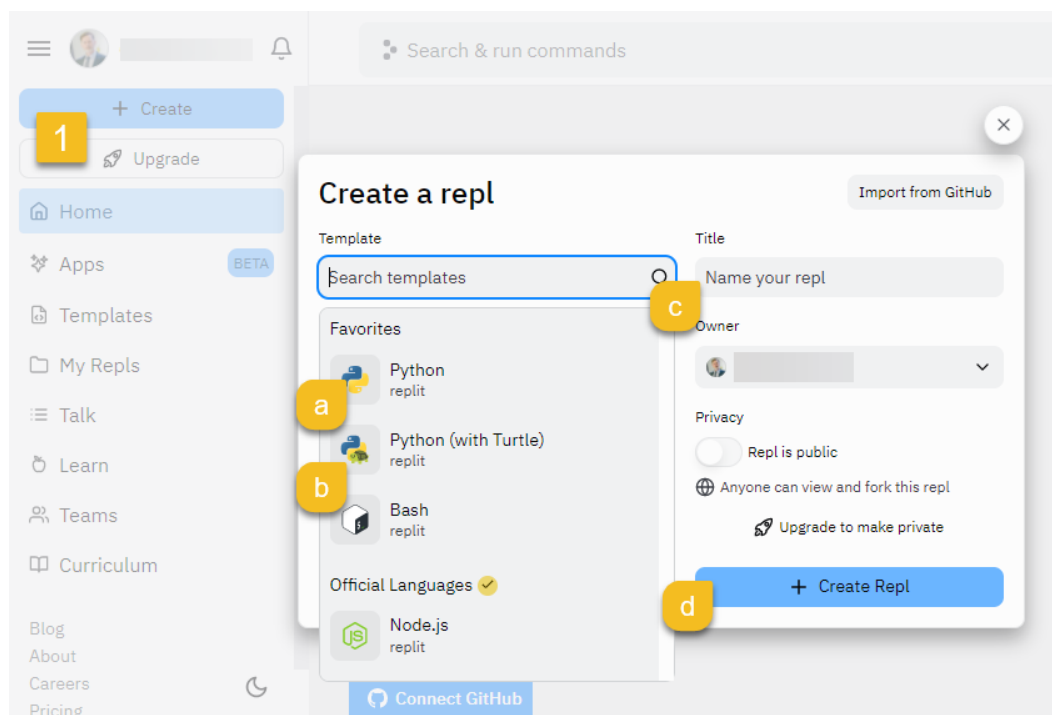 Search & run commands
+ Create
1
Upgrade
Home
Apps
BETA
Templates
My Repls
Talk
Learn
Teams
Curriculum
Blog
About
Careers
Pricing
Create a repl
Import from GitHub
Template
Search templates
Favorites
Python
replit
a
Python (with Turtle)
replit
b
Bash
replit
Official Languages
JS
Node.js
replit
Title
Name your repl
c
Owner
Privacy
Repl is public
Anyone can view and fork this repl
Upgrade to make private
+ Create Repl
d
Connect GitHub